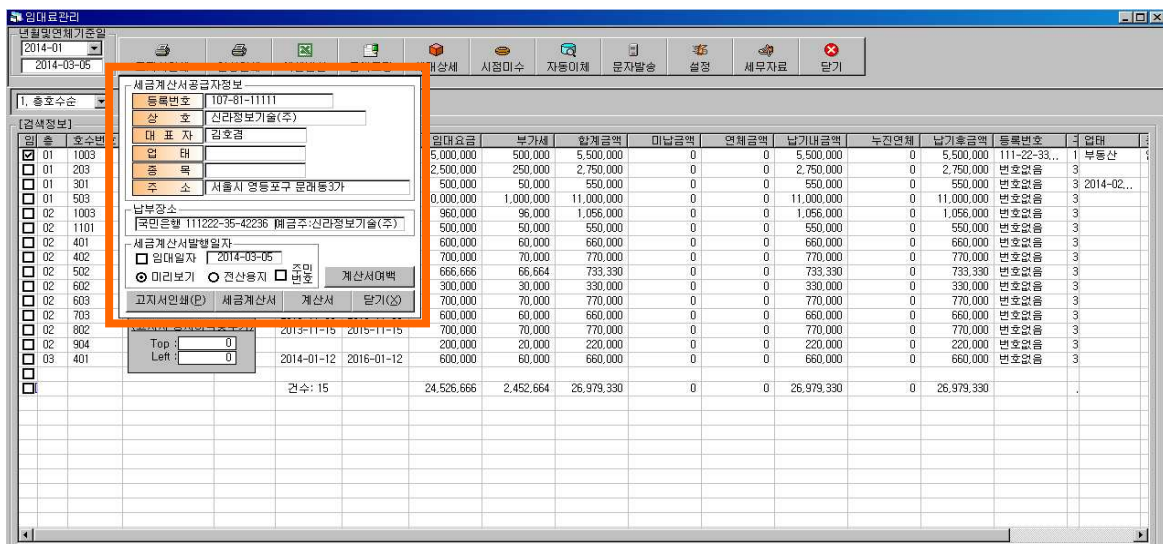 임대료관리
년월및연체기준일
2014-01
2014-03-05
시점미수 자동이체 문자발송 설정 세무자료 닫기
1. 층호수순
[검색정보]
세금계산서공급자정보
등록번호 107-81-11111
상 호 신라정보기술(주)
대 표 자 김호겸
업 태
종 목
주 소 서울시 영등포구 문래동3가
납부장소
국민은행 111222-35-42236 예금주:신라정보기술(주)
세금계산서발행일자
임대일자 2014-03-05
미리보기 전산용지 주민번호 계산서여백
고지서인쇄(P) 세금계산서 계산서 닫기(X)
Top : 0
Left : 0
임 층 호수번 임대요금 부가세 합계금액 미납금액 연체금액 납기내금액 누진연체 납기후금액 등록번호 업태
01 1003 5,000,000 500,000 5,500,000 0 0 5,500,000 0 5,500,000 111-22-33... 1 부동산
01 203 2,500,000 250,000 2,750,000 0 0 2,750,000 0 2,750,000 번호없음 3
01 301 500,000 50,000 550,000 0 0 550,000 0 550,000 번호없음 3 2014-02...
01 503 0,000,000 1,000,000 11,000,000 0 0 11,000,000 0 11,000,000 번호없음 3
02 1003 960,000 96,000 1,056,000 0 0 1,056,000 0 1,056,000 번호없음 3
02 1101 500,000 50,000 550,000 0 0 550,000 0 550,000 번호없음 3
02 401 600,000 60,000 660,000 0 0 660,000 0 660,000 번호없음 3
02 402 700,000 70,000 770,000 0 0 770,000 0 770,000 번호없음 3
02 502 666,666 66,664 733,330 0 0 733,330 0 733,330 번호없음 3
02 602 300,000 30,000 330,000 0 0 330,000 0 330,000 번호없음 3
02 603 700,000 70,000 770,000 0 0 770,000 0 770,000 번호없음 3
02 703 600,000 60,000 660,000 0 0 660,000 0 660,000 번호없음 3
02 802 2013-11-15 2015-11-15 700,000 70,000 770,000 0 0 770,000 0 770,000 번호없음 3
02 904 200,000 20,000 220,000 0 0 220,000 0 220,000 번호없음 3
03 401 2014-01-12 2016-01-12 600,000 60,000 660,000 0 0 660,000 0 660,000 번호없음 3
건수: 15 24,526,666 2,452,664 26,979,330 0 0 26,979,330 0 26,979,330